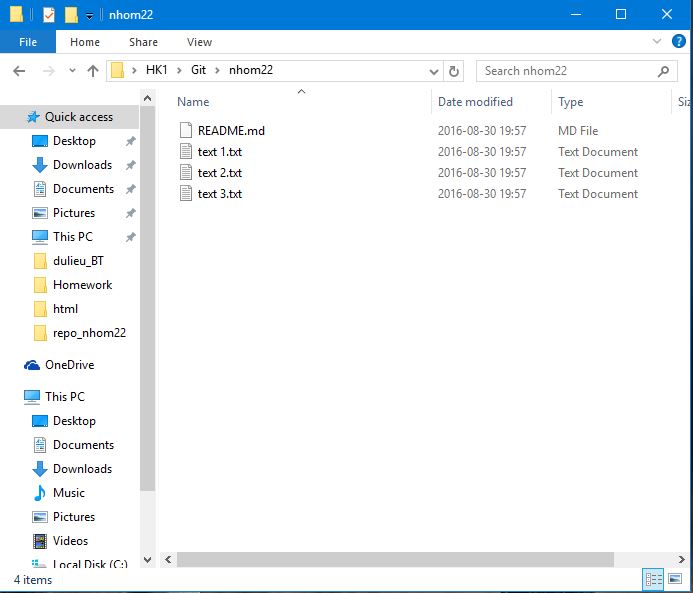 nhom22
File Home Share View
HK1 Git nhom22
Search nhom22
Name Date modified Type Siz
README.md 2016-08-30 19:57 MD File
text 1.txt 2016-08-30 19:57 Text Document
text 2.txt 2016-08-30 19:57 Text Document
text 3.txt 2016-08-30 19:57 Text Document
Quick access
Desktop
Downloads
Documents
Pictures
This PC
dulieu_BT
Homework
html
repo_nhom22
OneDrive
This PC
Desktop
Documents
Downloads
Music
Pictures
Videos
Local Disk (C:)
4 items